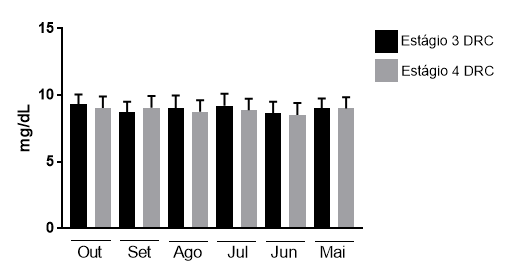 15
10
5
0
mg/dL
Out Set Ago Jul Jun Mai
Estágio 3 DRC
Estágio 4 DRC